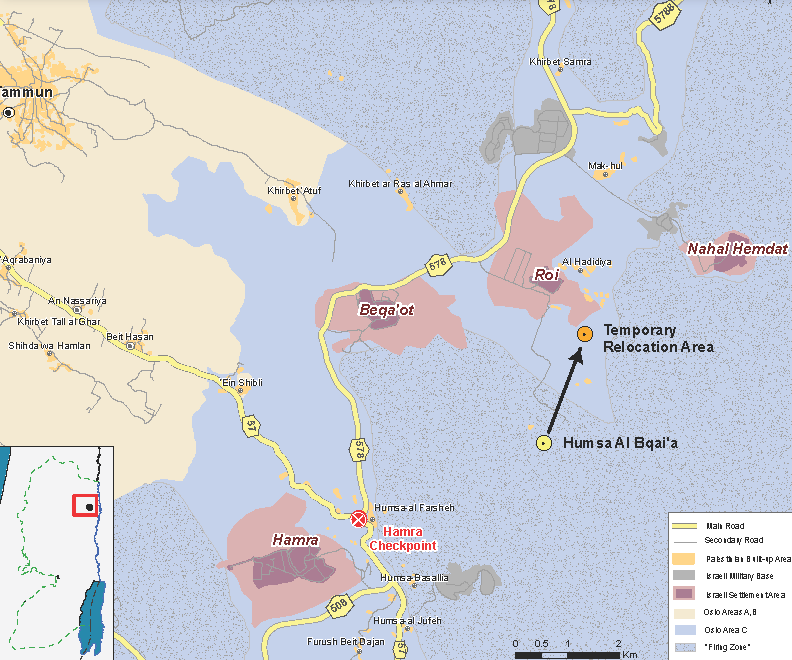 578
5788
Khirbet Samra
Tammun
Mak-hul
Khirbet 'Atuf
Khirbet ar Ras al Ahmar
Nahal Hemdat
'Aqrabaniya
578
Roi
Al Hadidiya
An Nassariya
Beqa'ot
Khirbet Tall al Ghar
Beit Hasan
Temporary
Relocation Area
Shihda wa Hamlan
'Ein Shibli
57
Humsa Al Bqai'a
578
Humsa-al Farsheh
Hamra
Checkpoint
Hamra
Humsa-Basallia
508
Humsa-al Jufeh
Furush Beit Dajan
57
Main Road
Secondary Road
Palestinian Built-up Area
Israeli Military Base
Israeli Settlement Area
Oslo Areas A,B
Oslo Area C
"Firing Zone"
0 0.5 1 2
Km